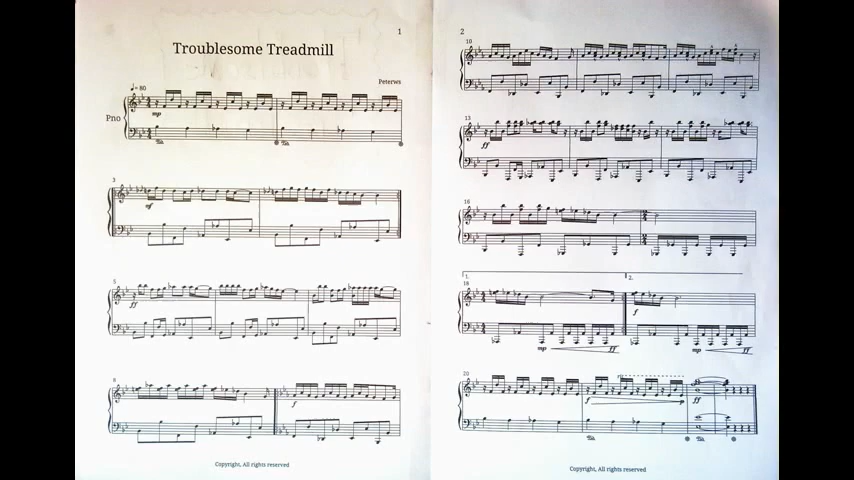 1
Troublesome Treadmill
Peterws
♩= 80
Pno
mp
3
mf
5
ff
8
f
Copyright, All rights reserved
2
10
13
ff
16
1.
2.
18
f
mp
ff
mp
ff
20
f
p
ff
Copyright, All rights reserved